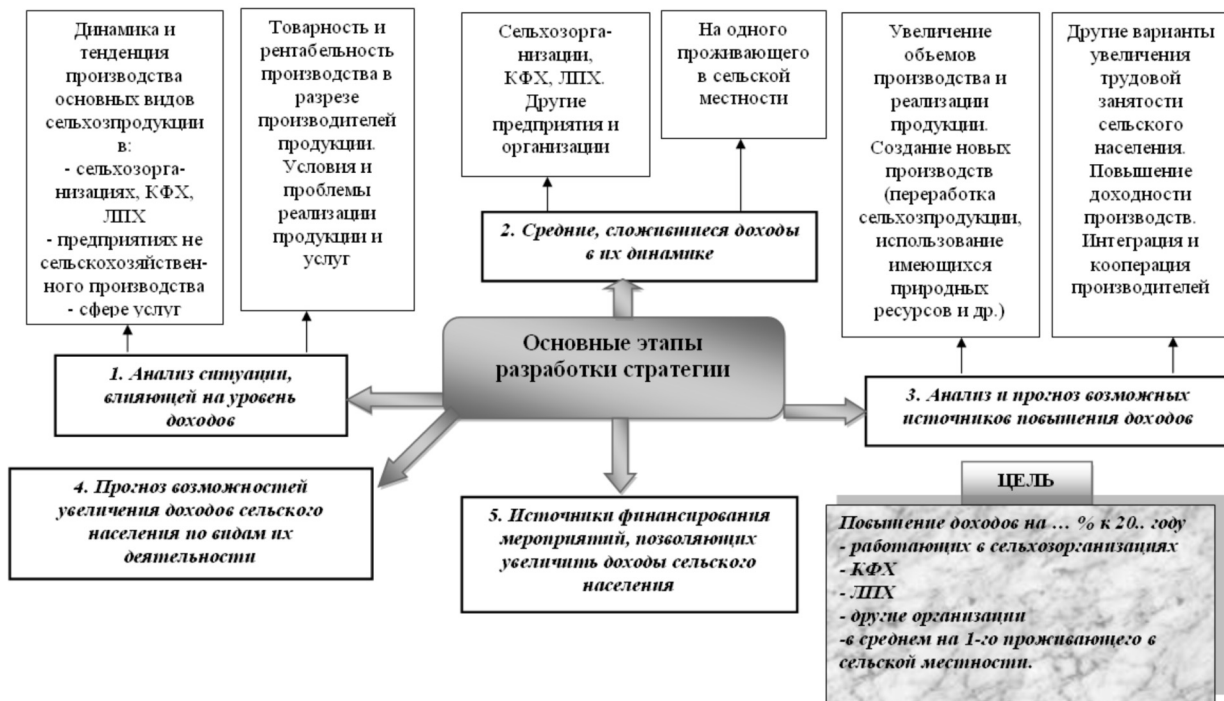 Динамика и
тенденция
производства
основных видов
сельхозпродукции
в:
- сельхозорга-
низациях, КФХ,
ЛПХ
- предприятиях не
сельскохозяйствен-
ного производства
- сфере услуг
Товарность и
рентабельность
производства в
разрезе
производителей
продукции.
Условия и
проблемы
реализации
продукции и
услуг
Сельхозорга-
низации,
КФХ, ЛПХ.
Другие
предприятия и
организации
На одного
проживающего
в сельской
местности
Увеличение
объемов
производства и
реализации
продукции.
Создание новых
производств
(переработка
сельхозпродукции,
использование
имеющихся
природных
ресурсов и др.)
Другие варианты
увеличения
трудовой
занятости
сельского
населения.
Повышение
доходности
производств.
Интеграция и
кооперация
производителей
2. Средние, сложившиеся доходы
в их динамике
Основные этапы
разработки стратегии
1. Анализ ситуации,
влияющей на уровень
доходов
3. Анализ и прогноз возможных
источников повышения доходов
4. Прогноз возможностей
увеличения доходов сельского
населения по видам их
деятельности
5. Источники финансирования
мероприятий, позволяющих
увеличить доходы сельского
населения
ЦЕЛЬ
Повышение доходов на ... % к 20.. году
- работающих в сельхозорганизациях
- КФХ
- ЛПХ
- другие организации
-в среднем на 1-го проживающего в
сельской местности.